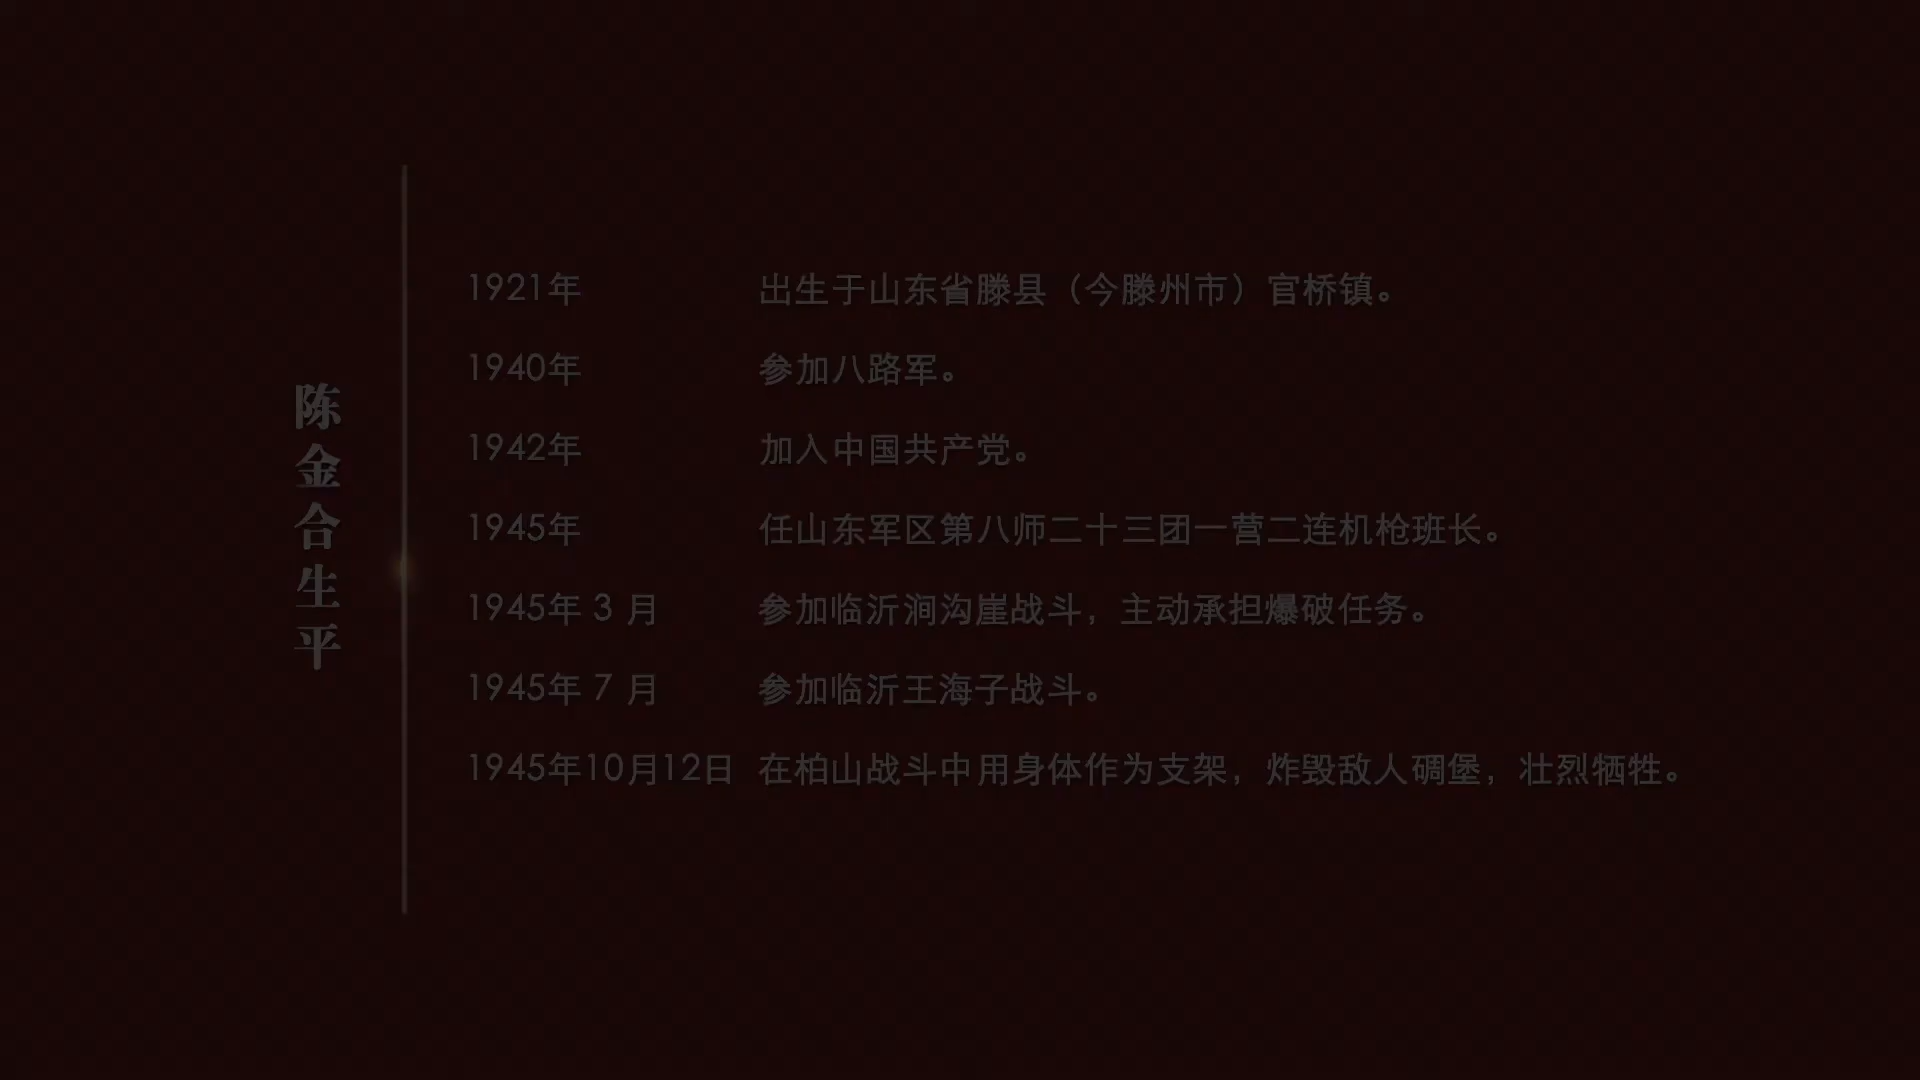 陈金合生平
1921年 出生于山东省滕县（今滕州市）官桥镇。
1940年 参加八路军。
1942年 加入中国共产党。
1945年 任山东军区第八师二十三团一营二连机枪班长。
1945年 3 月 参加临沂涧沟崖战斗，主动承担爆破任务。
1945年 7 月 参加临沂王海子战斗。
1945年10月12日 在柏山战斗中用身体作为支架，炸毁敌人碉堡，壮烈牺牲。